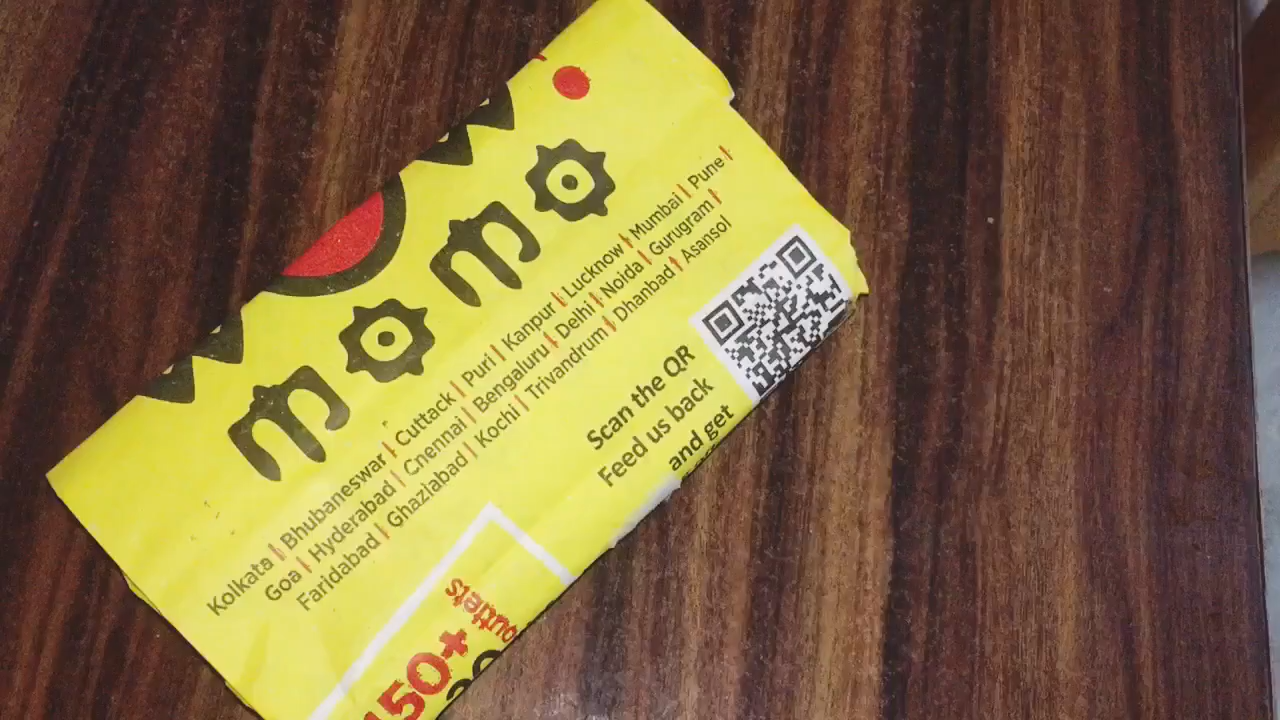 momo
Kolkata | Bhubaneswar | Cuttack | Puri | Kanpur | Lucknow | Mumbai | Pune |
Goa | Hyderabad | Chennai | Bengaluru | Delhi | Noida | Gurugram |
Faridabad | Ghaziabad | Kochi | Trivandrum | Dhanbad | Asansol
Scan the QR
Feed us back
and get
450+
outlets